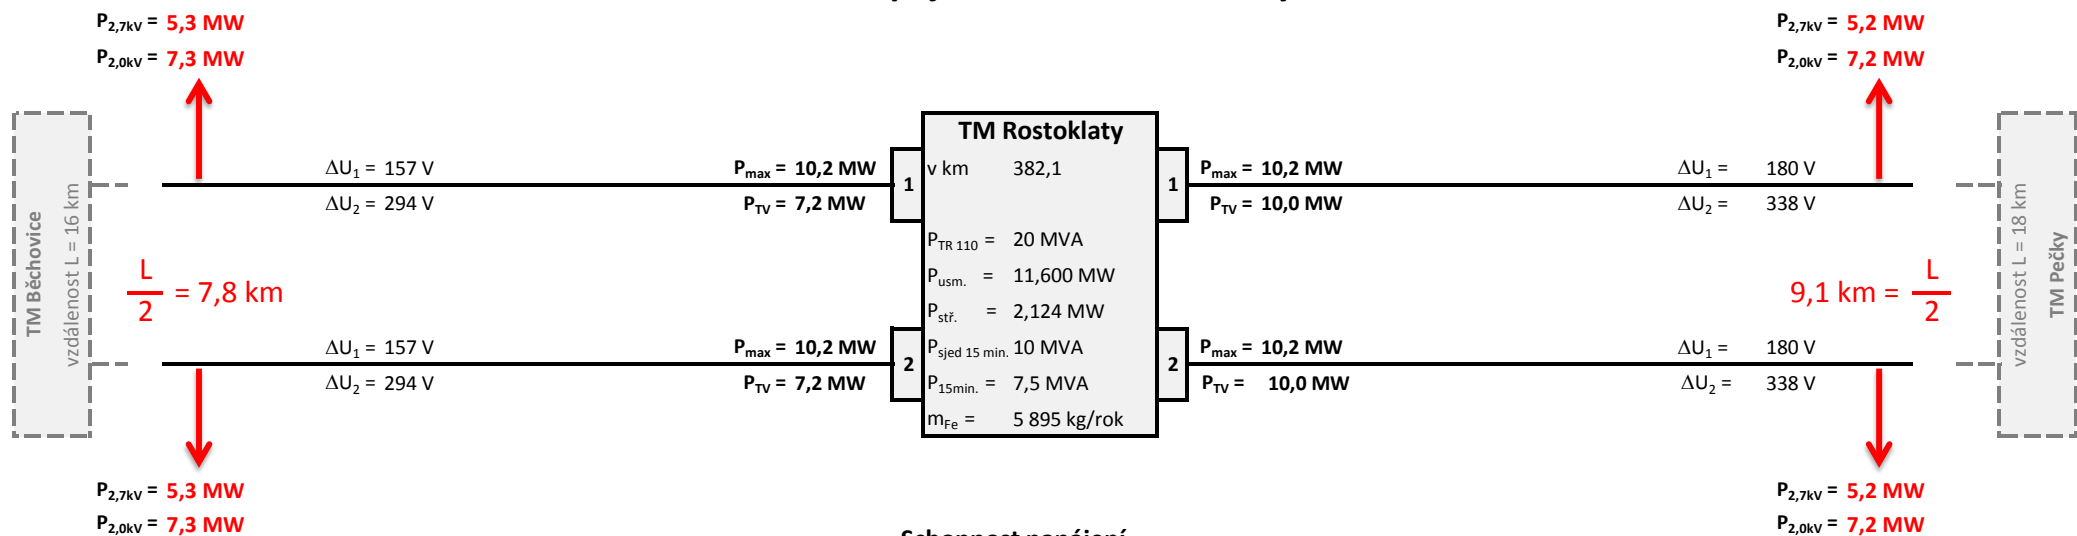 P2,7kV = 5,3 MW
P2,0kV = 7,3 MW
P2,7kV = 5,2 MW
P2,0kV = 7,2 MW
TM Běchovice
vzdálenost L = 16 km
L
2
= 7,8 km
ΔU1 = 157 V
ΔU2 = 294 V
Pmax = 10,2 MW
PTV = 7,2 MW
1
ΔU1 = 157 V
ΔU2 = 294 V
Pmax = 10,2 MW
PTV = 7,2 MW
2
TM Rostoklaty
v km 382,1
PTR 110 = 20 MVA
Pusm. = 11,600 MW
Pstř. = 2,124 MW
Psjed 15 min. 10 MVA
P15min. = 7,5 MVA
mFe = 5 895 kg/rok
1
Pmax = 10,2 MW
PTV = 10,0 MW
ΔU1 = 180 V
ΔU2 = 338 V
2
Pmax = 10,2 MW
PTV = 10,0 MW
ΔU1 = 180 V
ΔU2 = 338 V
9,1 km =
L
2
vzdálenost L = 18 km
TM Pečky
P2,7kV = 5,3 MW
P2,0kV = 7,3 MW
P2,7kV = 5,2 MW
P2,0kV = 7,2 MW
Schopnost napájení